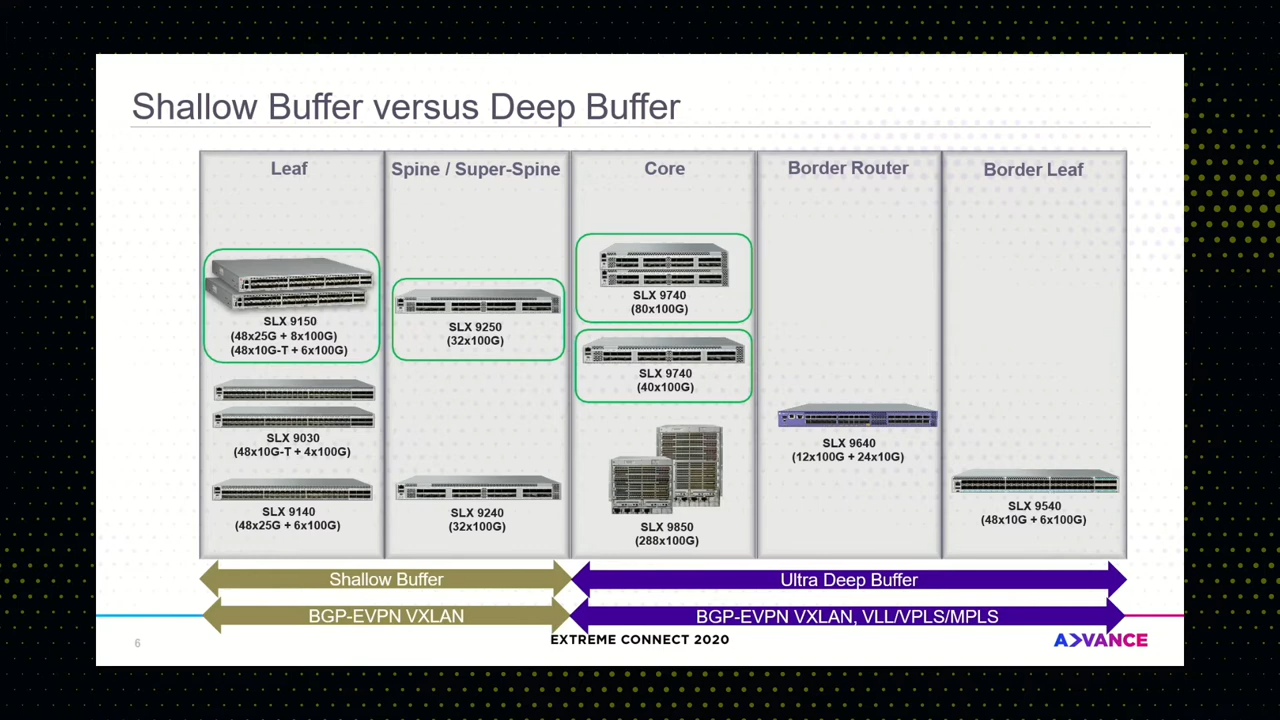 Shallow Buffer versus Deep Buffer
Leaf
SLX 9150
(48x25G + 8x100G)
(48x10G-T + 6x100G)
SLX 9030
(48x10G-T + 4x100G)
SLX 9140
(48x25G + 6x100G)
Spine / Super-Spine
SLX 9250
(32x100G)
SLX 9240
(32x100G)
Core
SLX 9740
(80x100G)
SLX 9740
(40x100G)
SLX 9850
(288x100G)
Border Router
SLX 9640
(12x100G + 24x10G)
Border Leaf
SLX 9540
(48x10G + 6x100G)
Shallow Buffer
Ultra Deep Buffer
BGP-EVPN VXLAN
BGP-EVPN VXLAN, VLL/VPLS/MPLS
6
EXTREME CONNECT 2020
ADVANCE